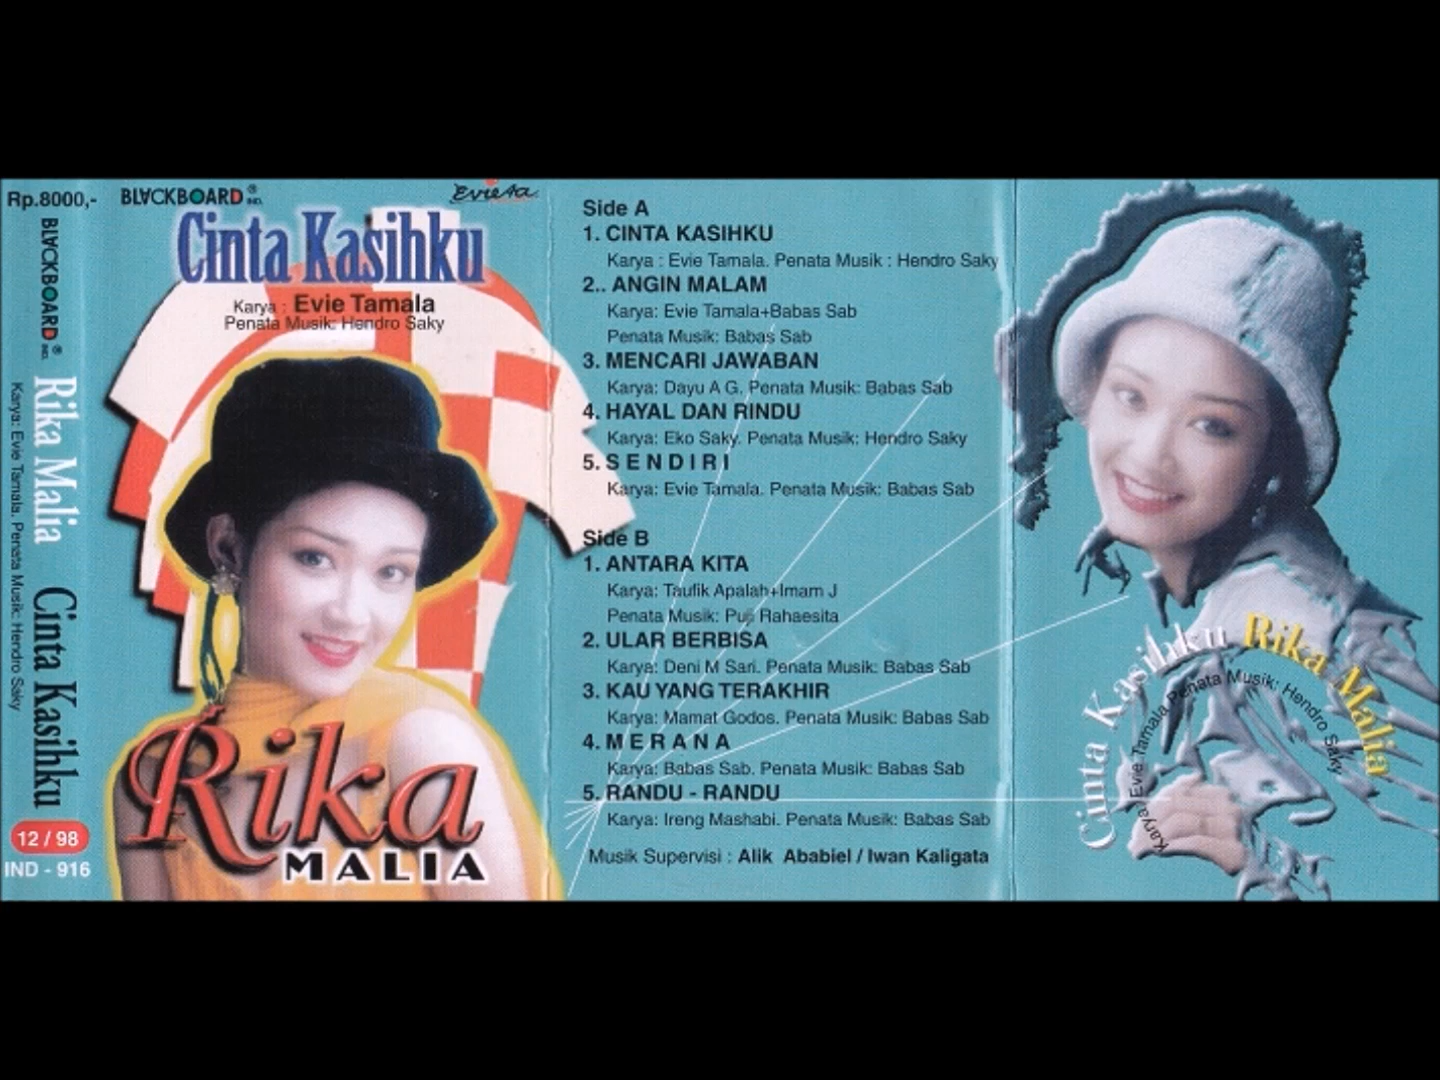 Rp.8000,-
BLACKBOARD ® IND.
Rika Malia Cinta Kasihku
Karya: Evie Tamala. Penata Musik: Hendro Saky
12 / 98
IND - 916
BLACKBOARD ® IND.
Evieta
Cinta Kasihku
Karya : Evie Tamala
Penata Musik: Hendro Saky
Rika
MALIA
Side A
1. CINTA KASIHKU
Karya : Evie Tamala. Penata Musik : Hendro Saky
2.. ANGIN MALAM
Karya: Evie Tamala+Babas Sab
Penata Musik: Babas Sab
3. MENCARI JAWABAN
Karya: Dayu A G. Penata Musik: Babas Sab
4. HAYAL DAN RINDU
Karya: Eko Saky. Penata Musik: Hendro Saky
5. S E N D I R I
Karya: Evie Tamala. Penata Musik: Babas Sab
Side B
1. ANTARA KITA
Karya: Taufik Apalah+Imam J
Penata Musik: Puji Rahaesita
2. ULAR BERBISA
Karya: Deni M Sari. Penata Musik: Babas Sab
3. KAU YANG TERAKHIR
Karya: Mamat Godos. Penata Musik: Babas Sab
4. M E R A N A
Karya: Babas Sab. Penata Musik: Babas Sab
5. RANDU - RANDU
Karya: Ireng Mashabi. Penata Musik: Babas Sab
Musik Supervisi : Alik Ababiel / Iwan Kaligata
Cinta Kasihku Rika Malia
Karya: Evie Tamala Penata Musik: Hendro Saky